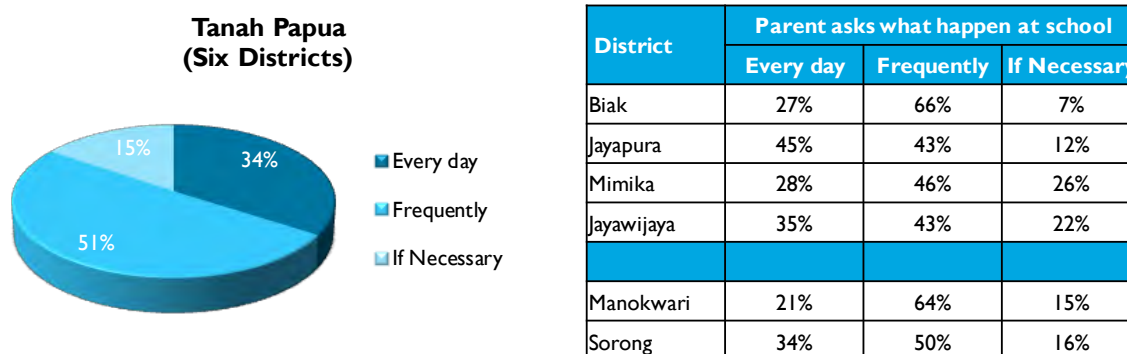 Tanah Papua
(Six Districts)
15%
34%
51%
Every day
Frequently
If Necessary
District
Parent asks what happen at school
Every day Frequently If Necessary
Biak 27% 66% 7%
Jayapura 45% 43% 12%
Mimika 28% 46% 26%
Jayawijaya 35% 43% 22%
Manokwari 21% 64% 15%
Sorong 34% 50% 16%